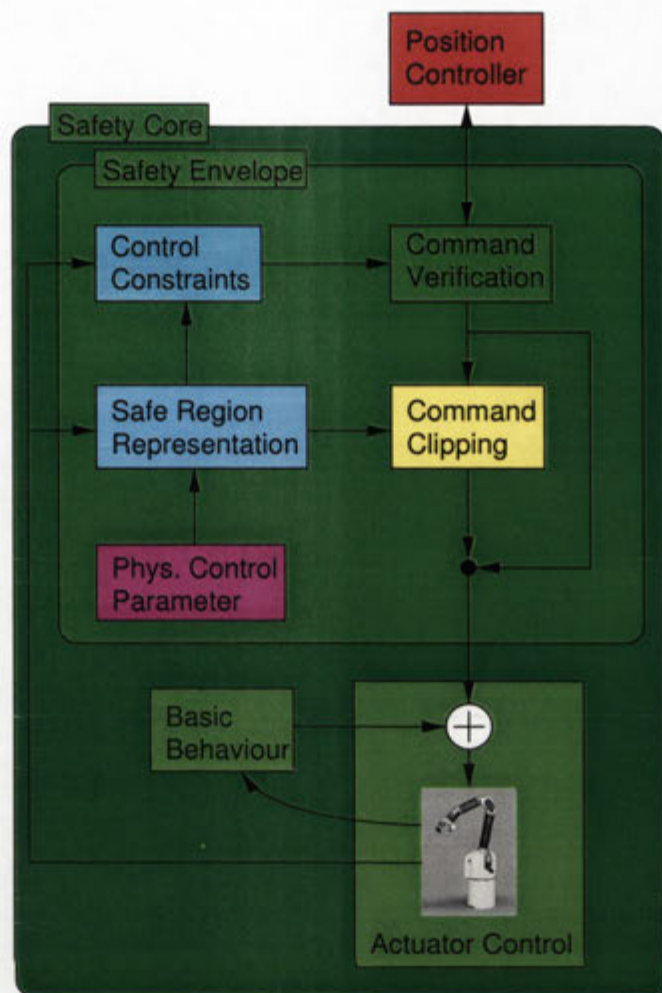 Position
Controller
Safety Core
Safety Envelope
Control
Constraints
Command
Verification
Safe Region
Representation
Command
Clipping
Phys. Control
Parameter
Basic
Behaviour
Actuator Control